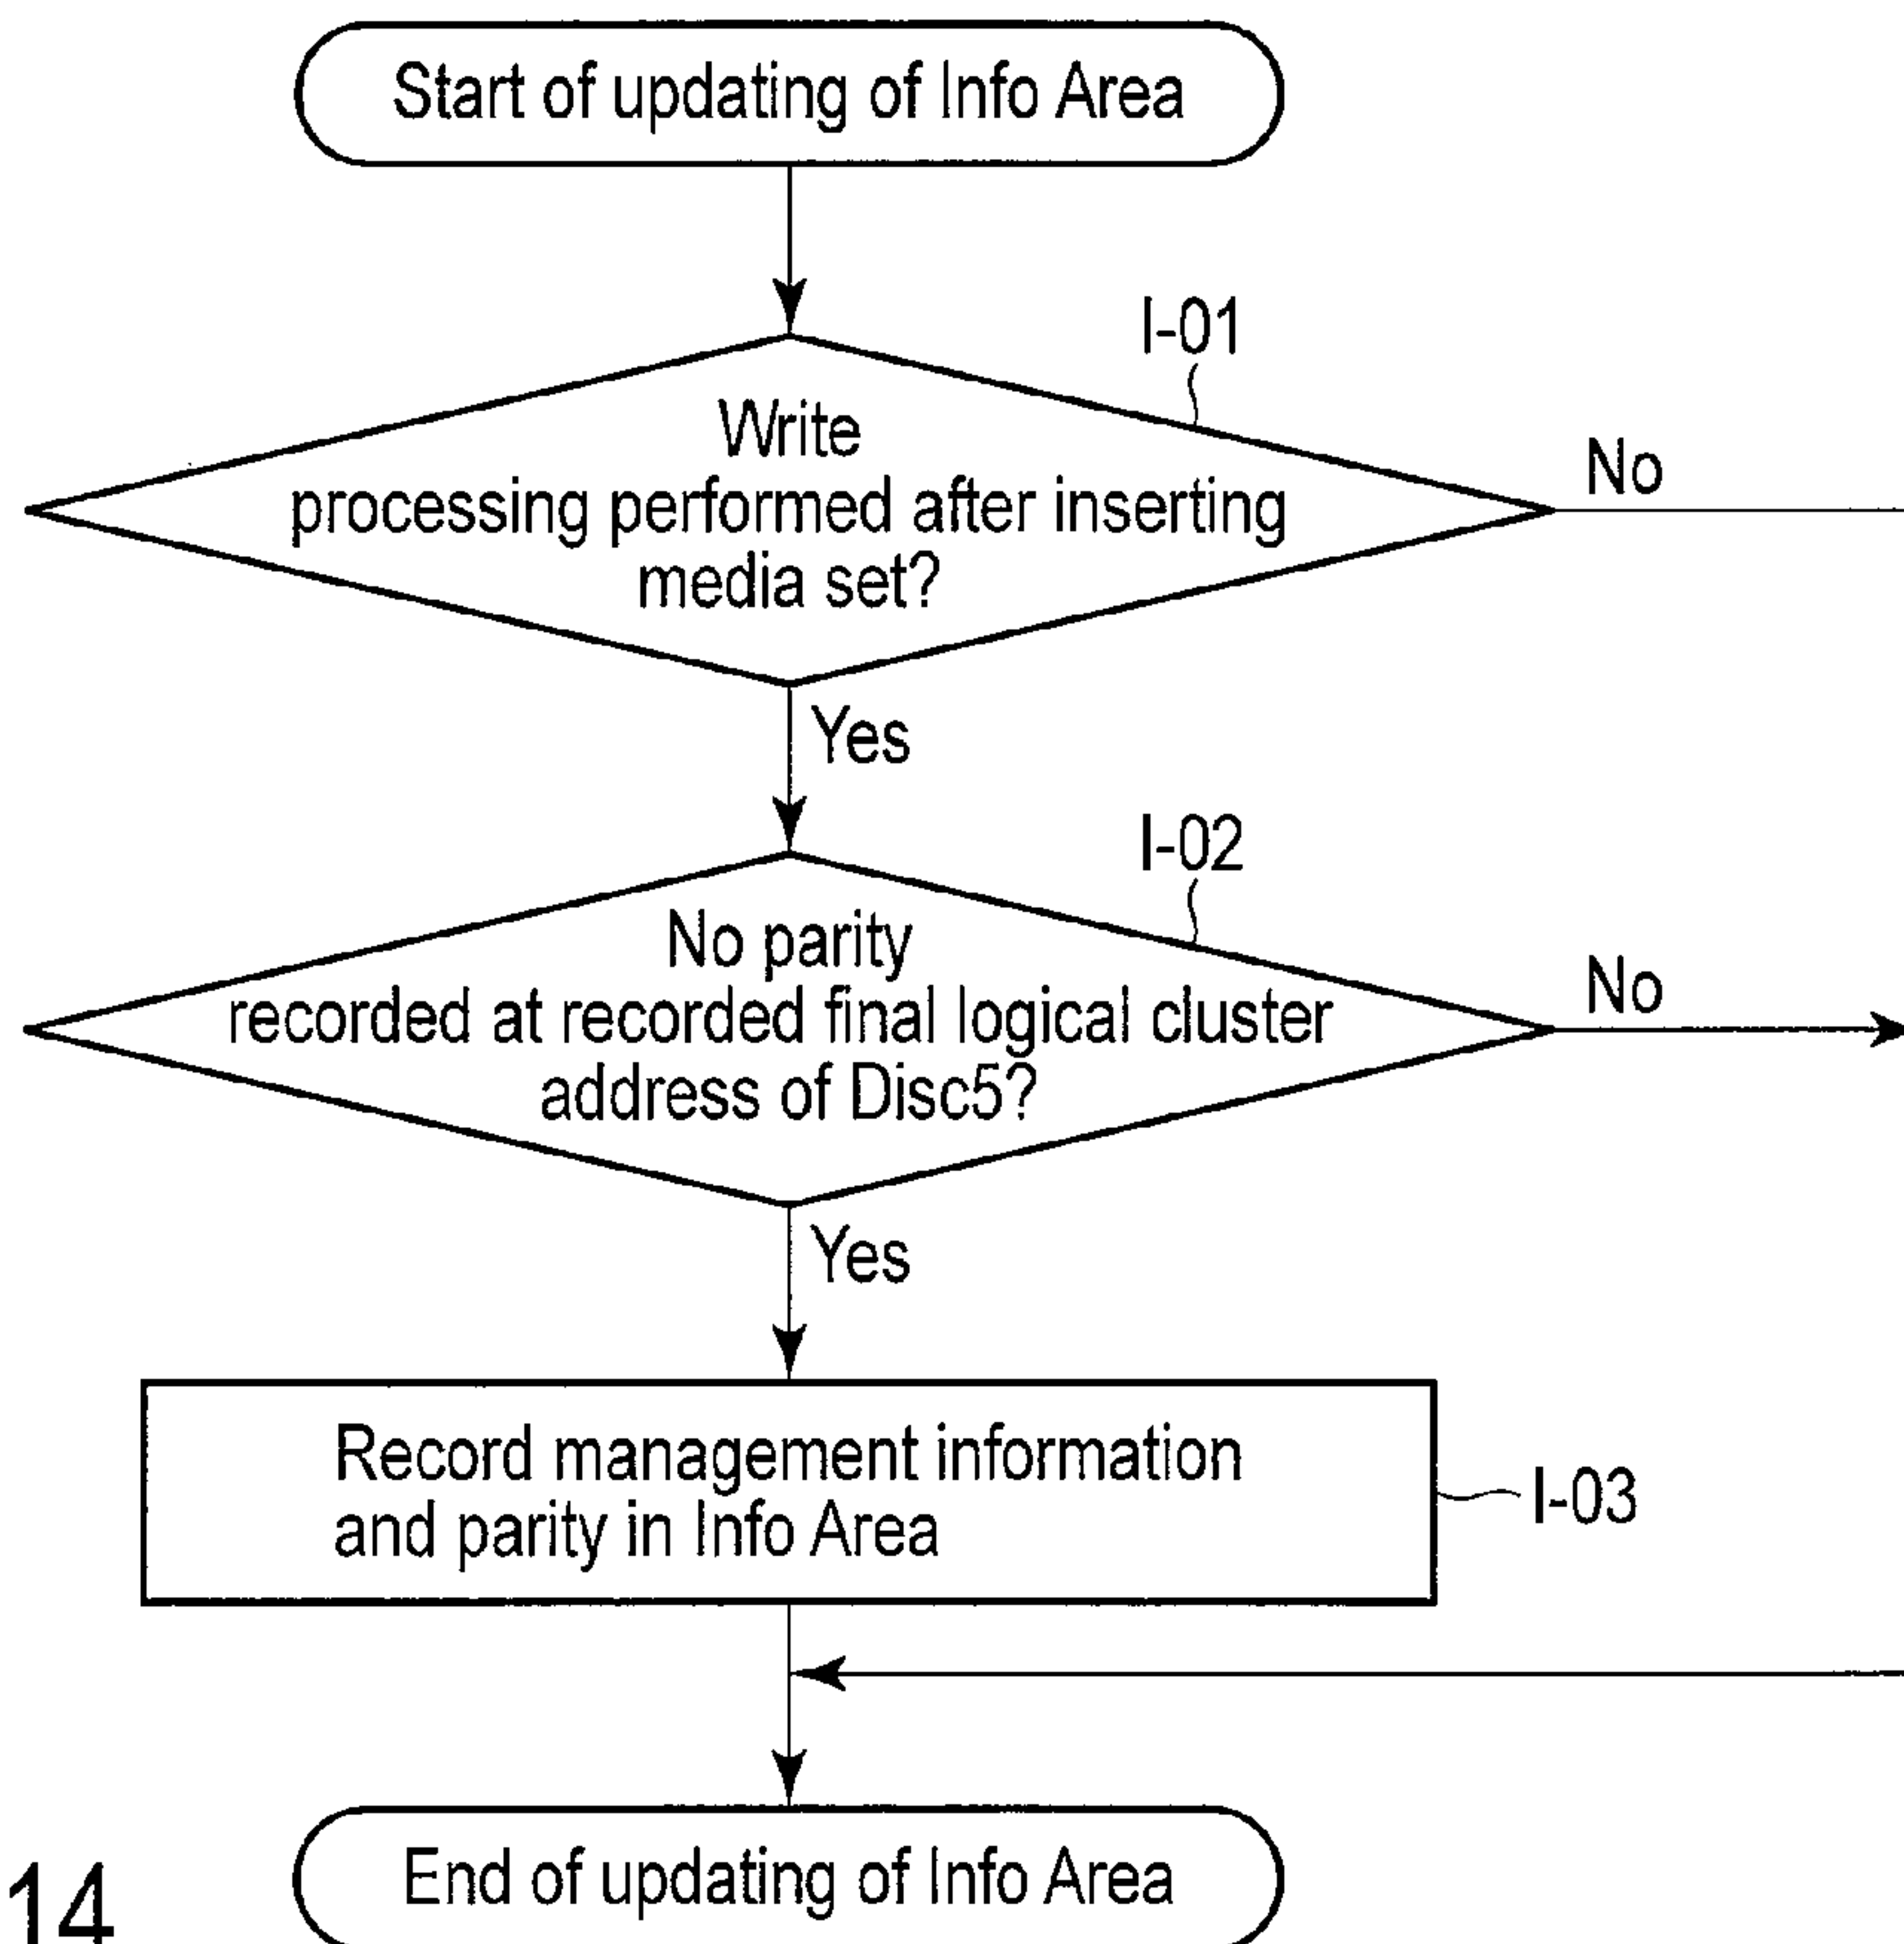 Start of updating of Info Area
I-01
Write
processing performed after inserting
media set?
No
Yes
I-02
No parity
recorded at recorded final logical cluster
address of Disc5?
No
Yes
Record management information
and parity in Info Area
I-03
End of updating of Info Area
14